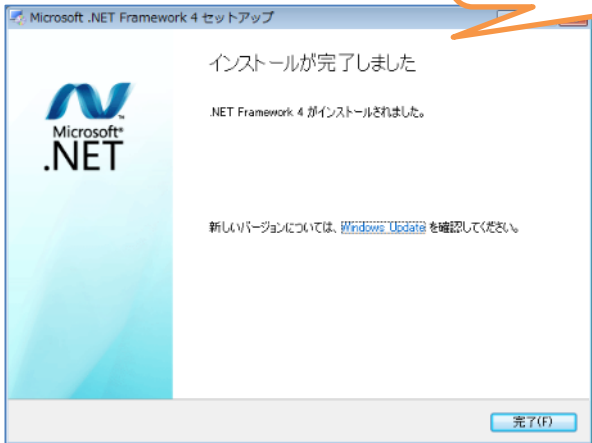 Microsoft .NET Framework 4 セットアップ
インストールが完了しました
.NET Framework 4 がインストールされました。
Microsoft®
.NET
新しいバージョンについては、Windows Update を確認してください。
完了(F)